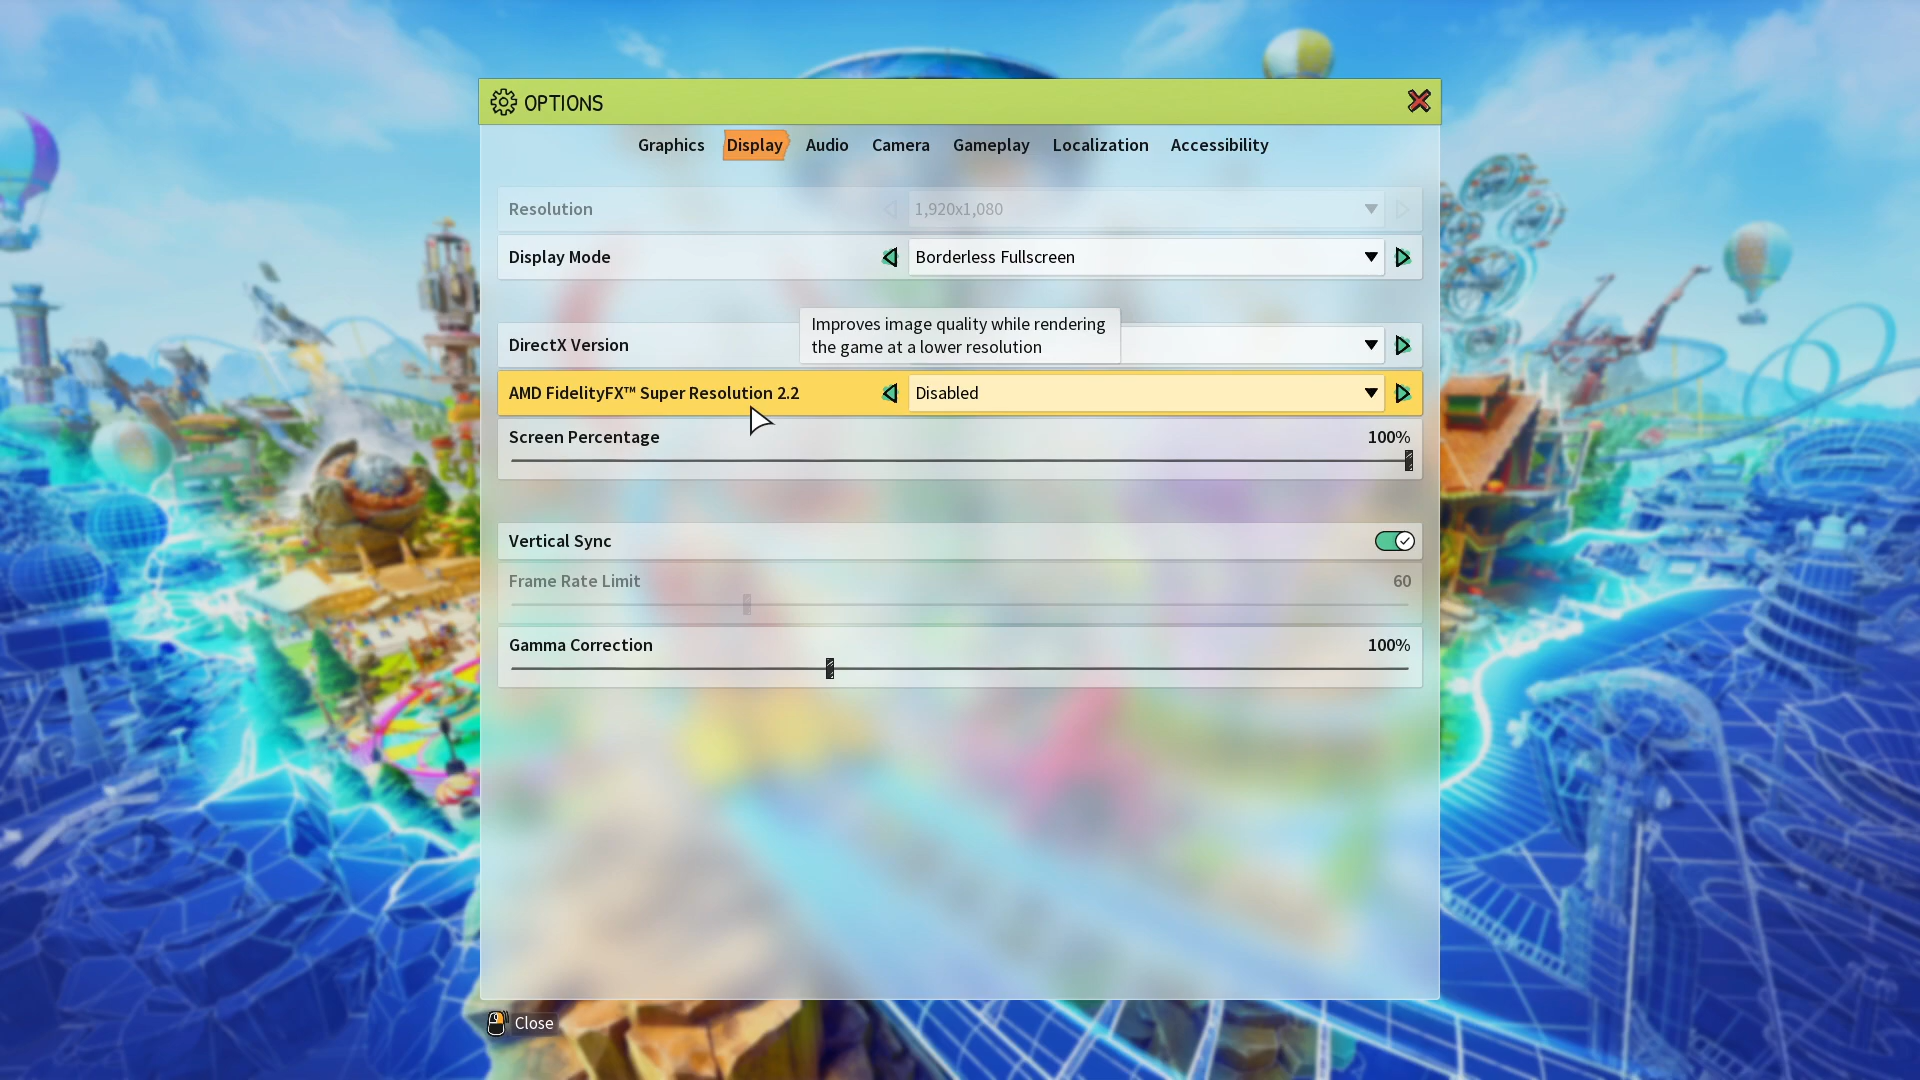 OPTIONS
Graphics Display Audio Camera Gameplay Localization Accessibility
Resolution 1,920x1,080
Display Mode Borderless Fullscreen
Improves image quality while rendering
the game at a lower resolution
DirectX Version
AMD FidelityFX™ Super Resolution 2.2 Disabled
Screen Percentage 100%
Vertical Sync
Frame Rate Limit 60
Gamma Correction 100%
Close